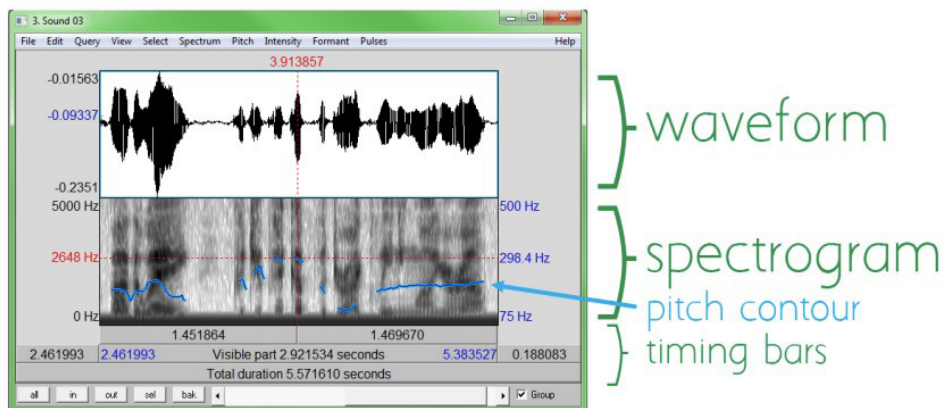 3. Sound 03
File Edit Query View Select Spectrum Pitch Intensity Formant Pulses Help
3.913857
-0.01563
-0.09337
-0.2351
5000 Hz 500 Hz
2648 Hz 298.4 Hz
0 Hz 75 Hz
1.451864 1.469670
2.461993 2.461993 Visible part 2.921534 seconds 5.383527 0.188083
Total duration 5.571610 seconds
all in out sel bak Group
waveform
spectrogram
pitch contour
timing bars